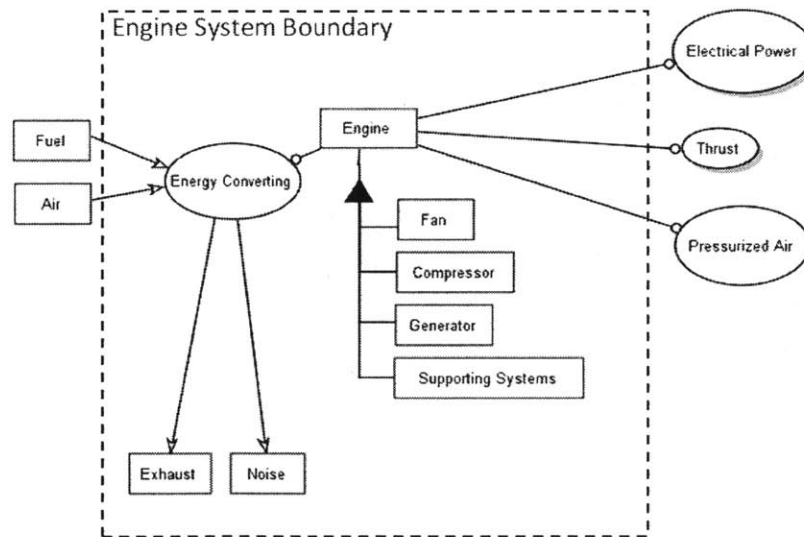 Engine System Boundary
Electrical Power
Engine
Fuel
Thrust
Energy Converting
Air
Fan
Pressurized Air
Compressor
Generator
Supporting Systems
Exhaust
Noise